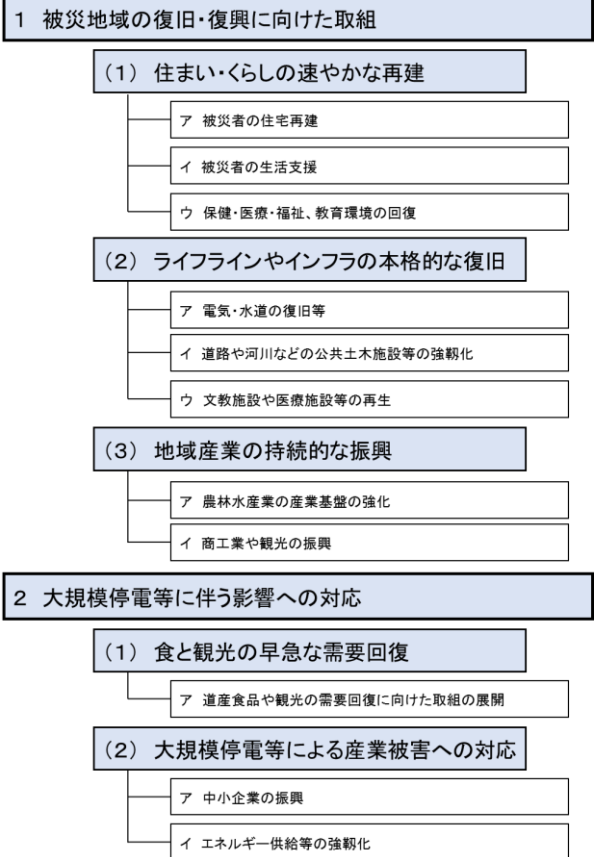 1 被災地域の復旧・復興に向けた取組
(1) 住まい・くらしの速やかな再建
ア 被災者の住宅再建
イ 被災者の生活支援
ウ 保健・医療・福祉、教育環境の回復
(2) ライフラインやインフラの本格的な復旧
ア 電気・水道の復旧等
イ 道路や河川などの公共土木施設等の強靱化
ウ 文教施設や医療施設等の再生
(3) 地域産業の持続的な振興
ア 農林水産業の産業基盤の強化
イ 商工業や観光の振興
2 大規模停電等に伴う影響への対応
(1) 食と観光の早急な需要回復
ア 道産食品や観光の需要回復に向けた取組の展開
(2) 大規模停電等による産業被害への対応
ア 中小企業の振興
イ エネルギー供給等の強靱化